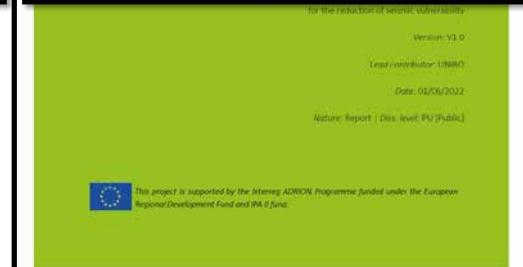 for the reduction of seismic vulnerability
Version: V1.0
Lead contributor: UNIBO
Date: 01/06/2022
Nature: Report | Diss. level: PU [Public]
This project is supported by the Interreg ADRION Programme funded under the European
Regional Development Fund and IPA II fund.